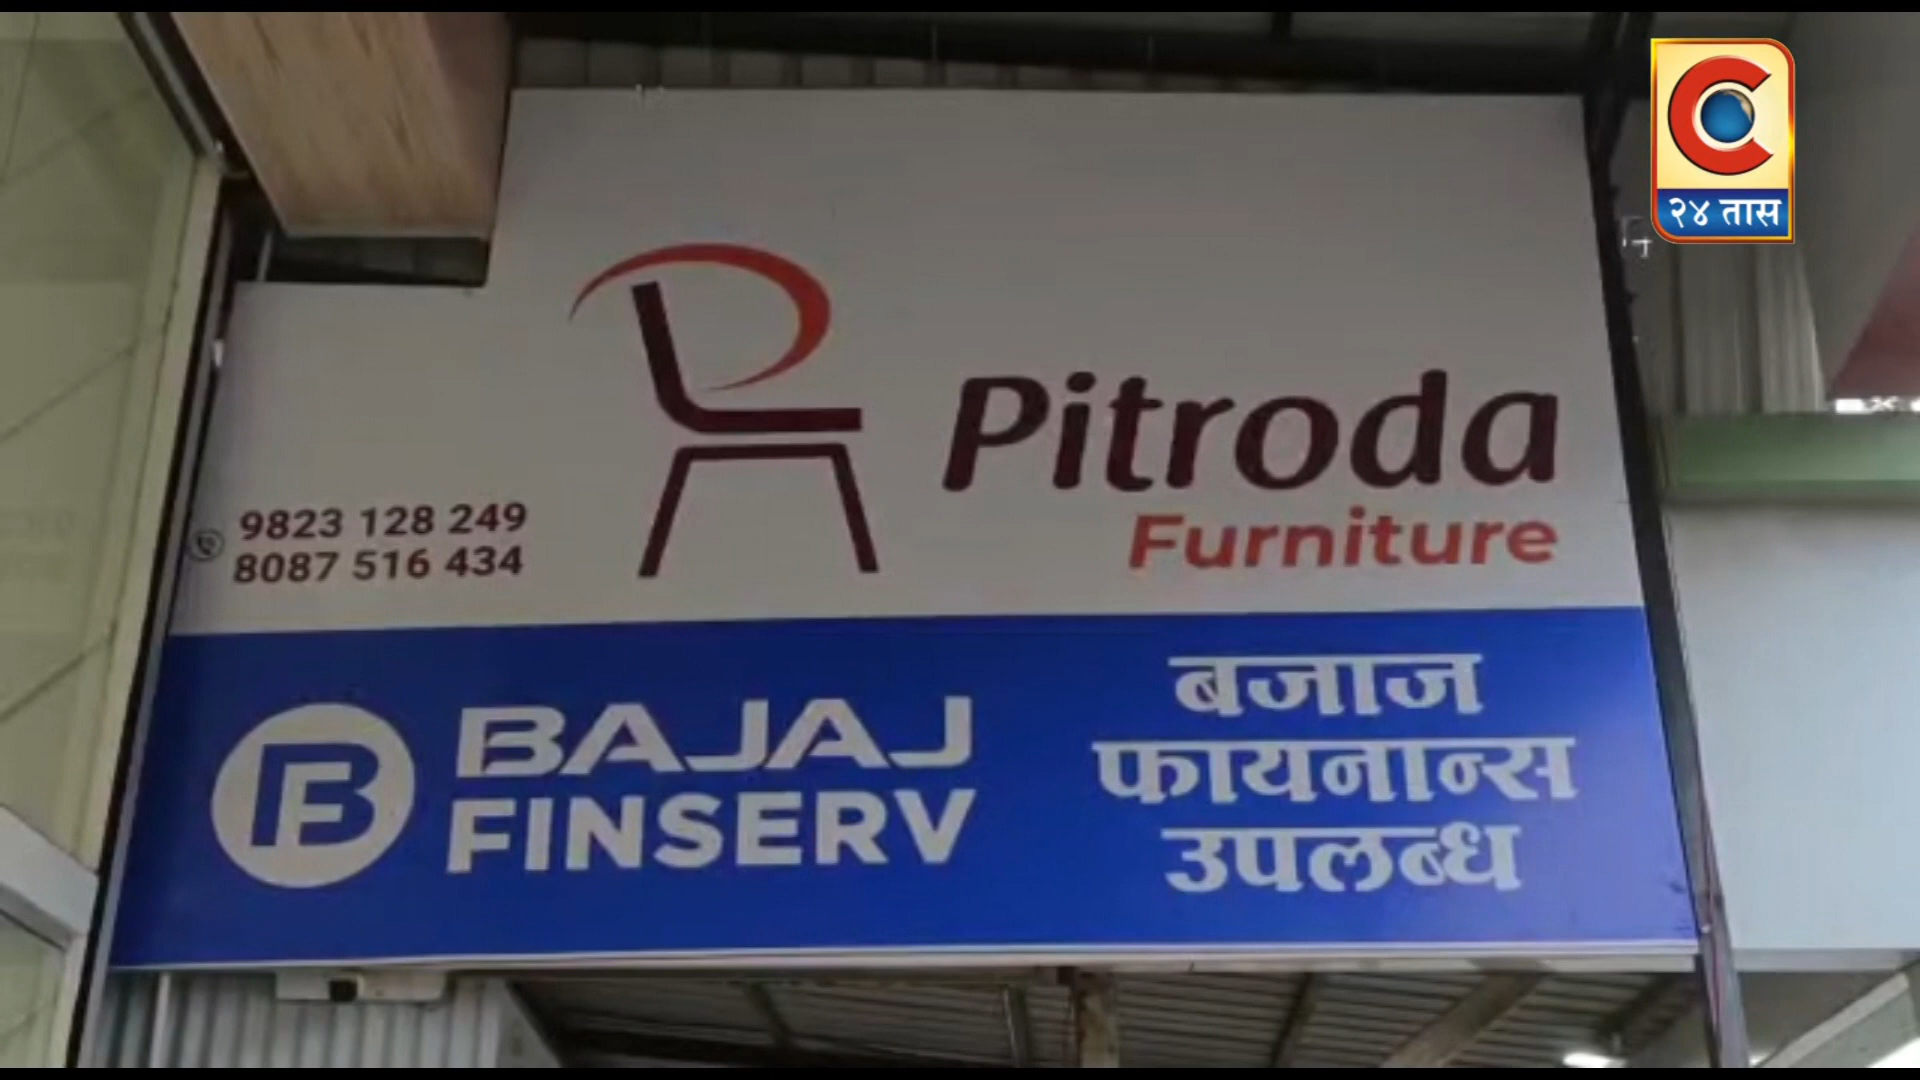 २४ तास
Pitroda
Furniture
9823 128 249
8087 516 434
BAJAJ
FINSERV
बजाज
फायनान्स
उपलब्ध